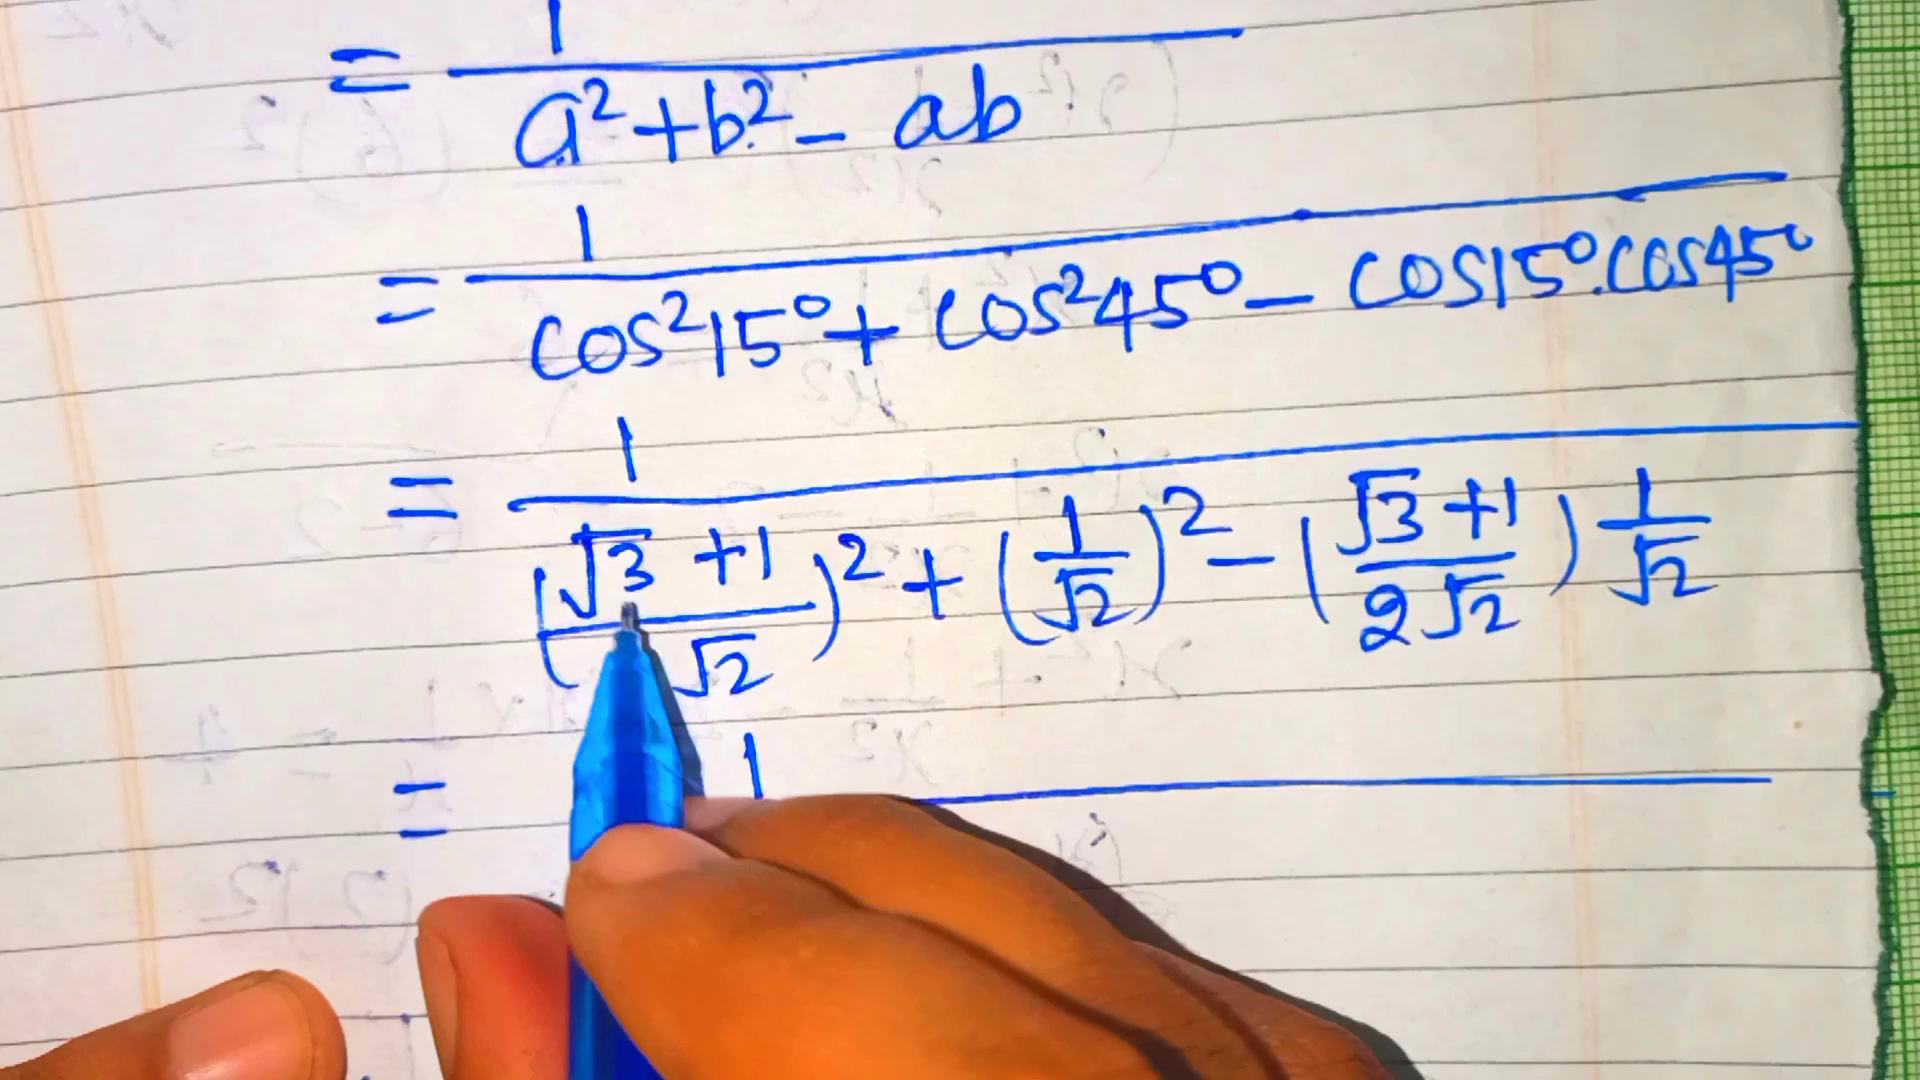 = 1 / (a² + b² - ab)
= 1 / (cos²15° + cos²45° - cos15°.cos45°)
= 1 / ((√3 + 1 / √2)² + (1/√2)² - (√3 + 1 / 2√2) 1/√2)
= 1